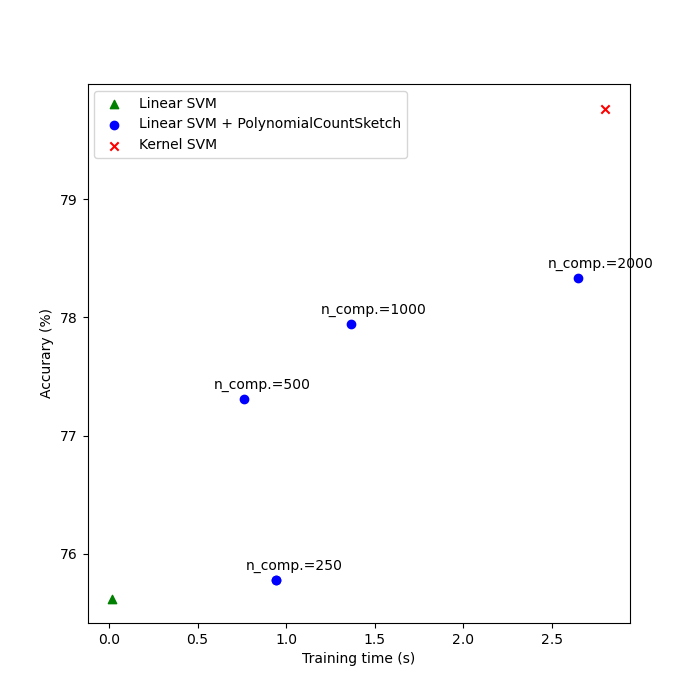 Linear SVM
Linear SVM + PolynomialCountSketch
Kernel SVM
79
78
77
76
Accurary (%)
n_comp.=2000
n_comp.=1000
n_comp.=500
n_comp.=250
0.0 0.5 1.0 1.5 2.0 2.5
Training time (s)